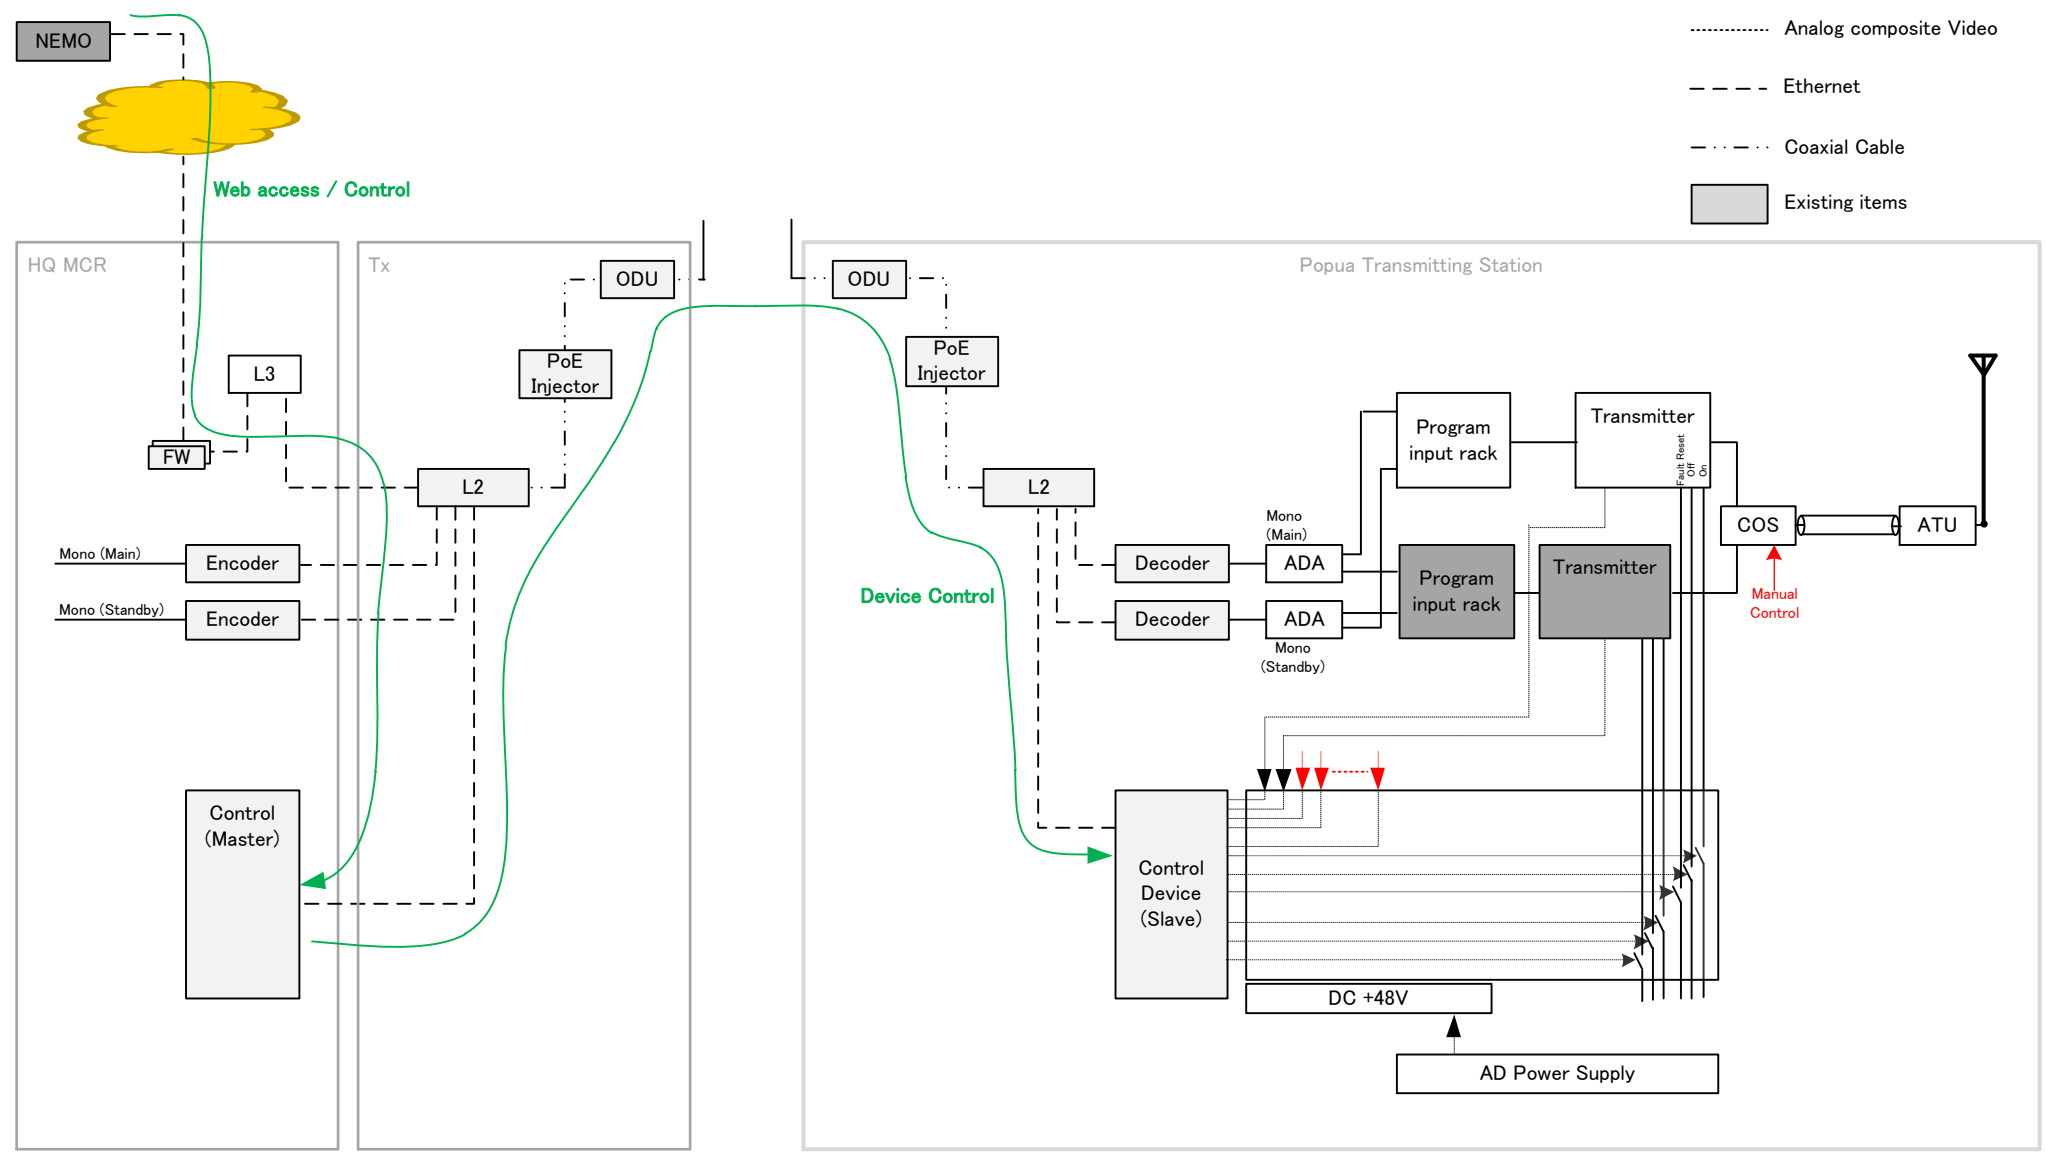 NEMO
Analog composite Video
Ethernet
Coaxial Cable
Existing items
Web access / Control
HQ MCR
Tx
Popua Transmitting Station
ODU
ODU
PoE
Injector
PoE
Injector
L3
FW
L2
L2
Program
input rack
Transmitter
Fault Reset
Off
On
Mono
(Main)
COS
ATU
Mono (Main)
Encoder
Decoder
ADA
Program
input rack
Transmitter
Manual
Control
Device Control
Mono (Standby)
Encoder
Decoder
ADA
Mono
(Standby)
Control
(Master)
Control
Device
(Slave)
DC +48V
AD Power Supply